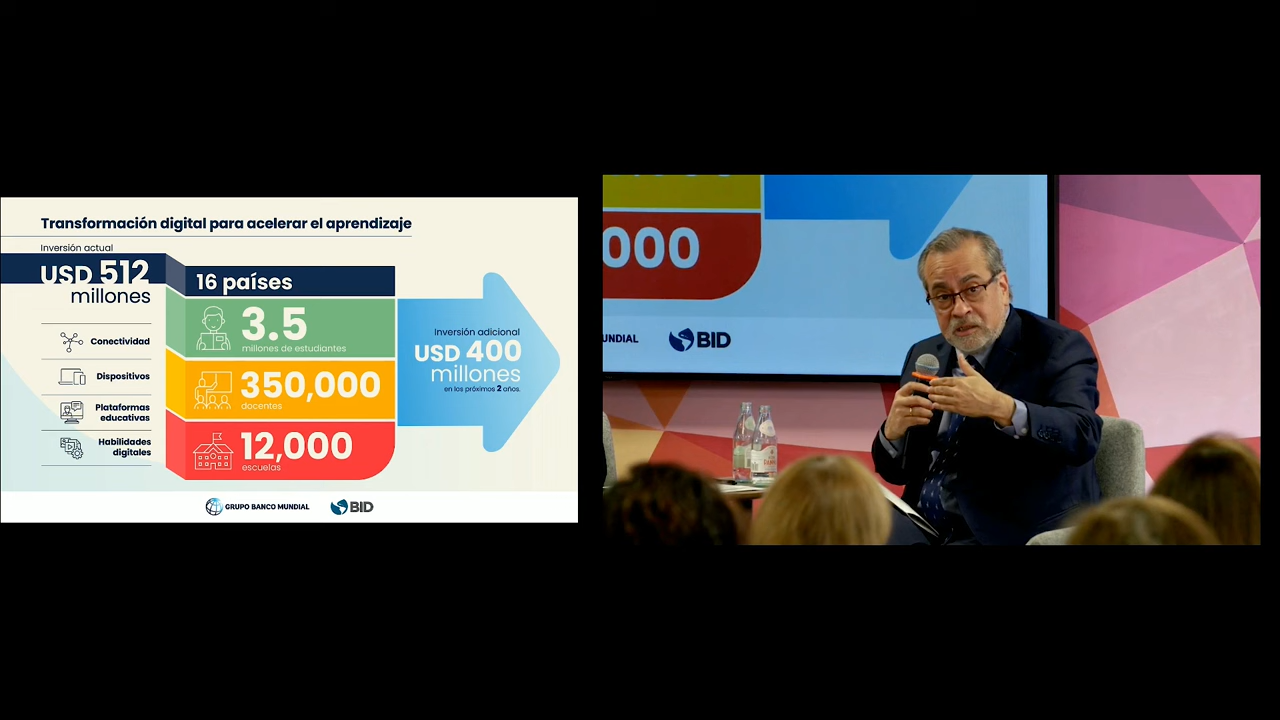 Transformación digital para acelerar el aprendizaje
Inversión actual
USD 512
millones
Conectividad
Dispositivos
Plataformas
educativas
Habilidades
digitales
16 países
3.5
millones de estudiantes
350,000
docentes
12,000
escuelas
Inversión adicional
USD 400
millones
en los próximos 2 años.
GRUPO BANCO MUNDIAL
BID
000
MUNDIAL
BID